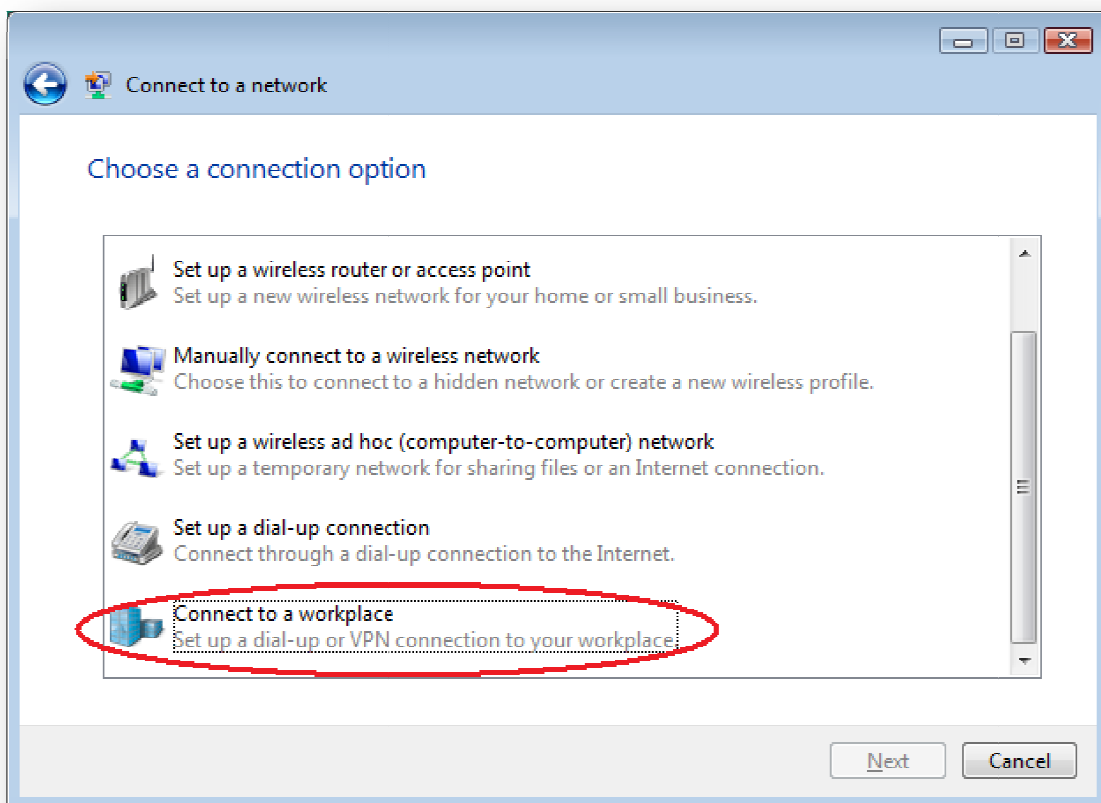 Connect to a network
Choose a connection option
Set up a wireless router or access point
Set up a new wireless network for your home or small business.
Manually connect to a wireless network
Choose this to connect to a hidden network or create a new wireless profile.
Set up a wireless ad hoc (computer-to-computer) network
Set up a temporary network for sharing files or an Internet connection.
Set up a dial-up connection
Connect through a dial-up connection to the Internet.
Connect to a workplace
Set up a dial-up or VPN connection to your workplace.
Next
Cancel